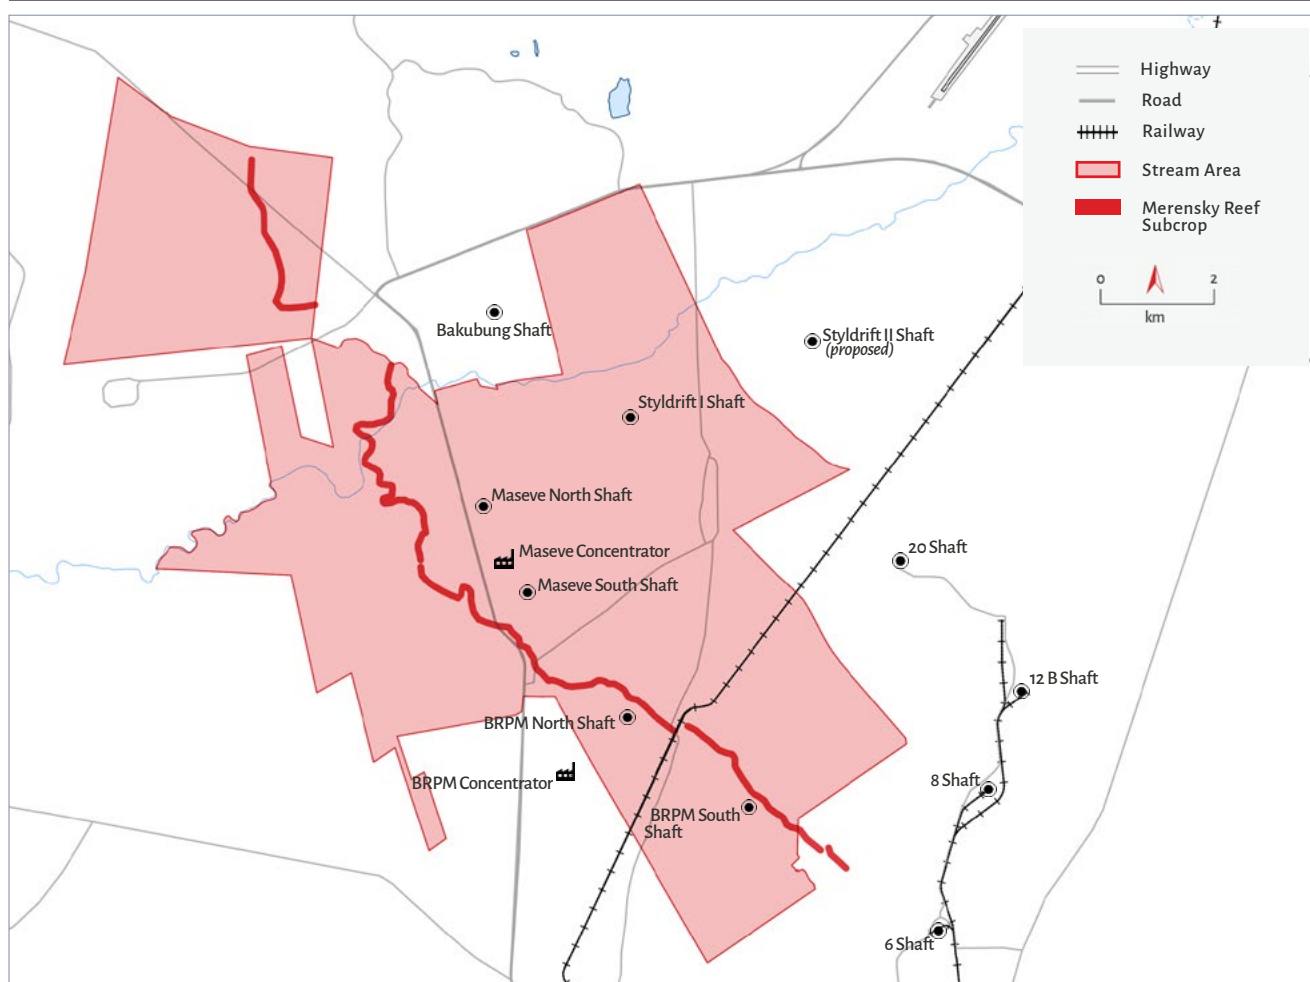 Highway
Road
Railway
Stream Area
Merensky Reef
Subcrop
0
2
km
Bakubung Shaft
Styldrift II Shaft
(proposed)
Styldrift I Shaft
Maseve North Shaft
Maseve Concentrator
20 Shaft
Maseve South Shaft
12 B Shaft
BRPM North Shaft
BRPM Concentrator
8 Shaft
BRPM South
Shaft
6 Shaft